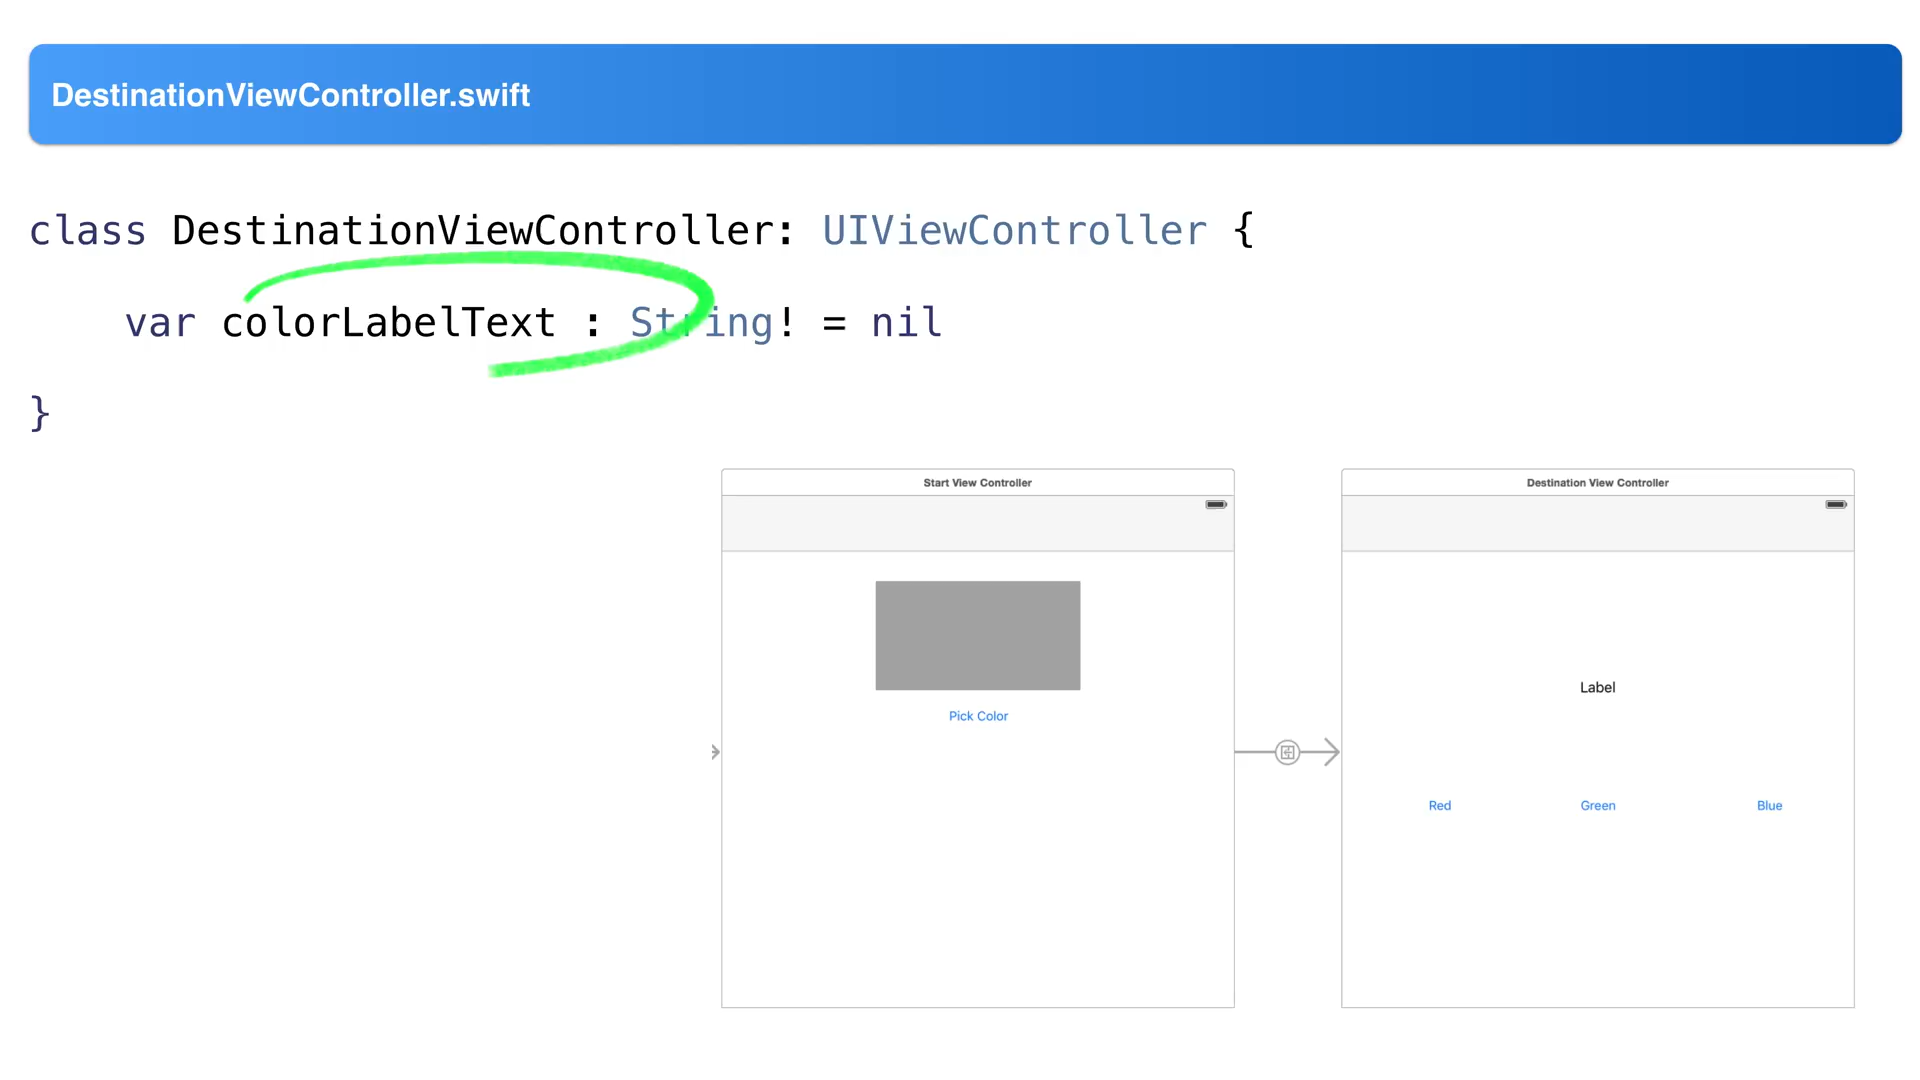 DestinationViewController.swift
class DestinationViewController: UIViewController {
var colorLabelText : String! = nil
}
Start View Controller
Pick Color
Destination View Controller
Label
Red Green Blue